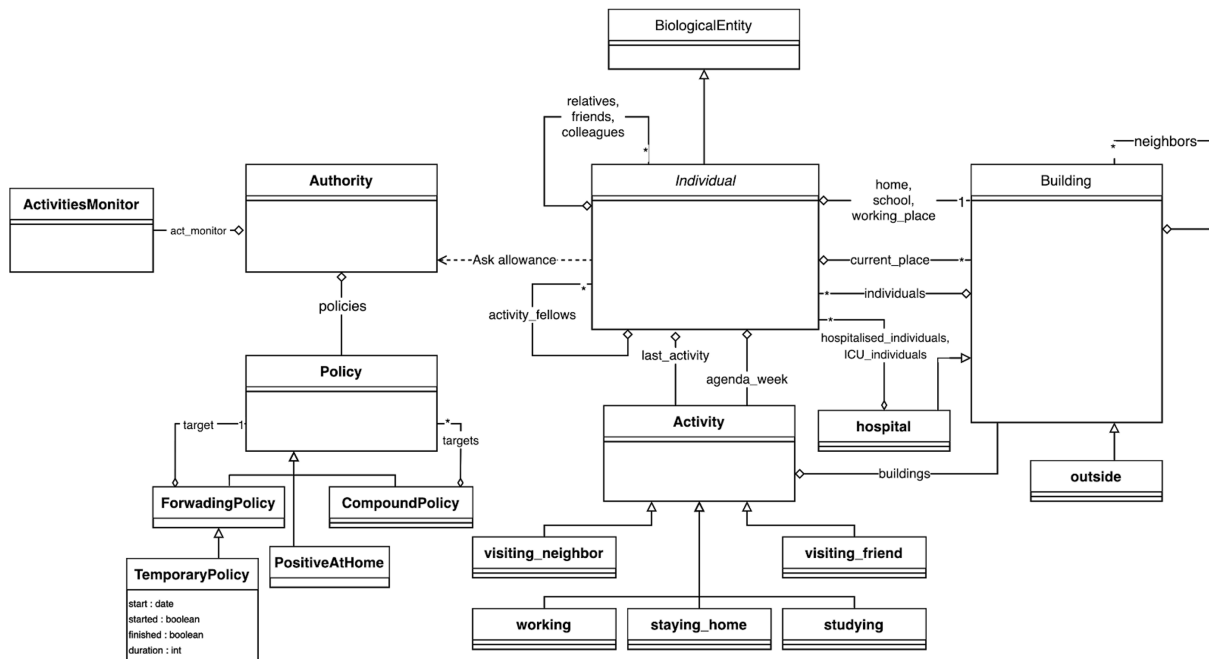 BiologicalEntity
relatives,
friends,
colleagues
*
* neighbors
Authority
Individual
Building
ActivitiesMonitor
home,
school,
working_place
1
act_monitor
Ask allowance
current_place
*
*
individuals
policies
activity_fellows
*
*
hospitalised_individuals,
ICU_individuals
last_activity
agenda_week
Policy
target
1
*
targets
Activity
hospital
buildings
outside
ForwadingPolicy
CompoundPolicy
PositiveAtHome
visiting_neighbor
visiting_friend
TemporaryPolicy
start : date
started : boolean
finished : boolean
duration : int
working
staying_home
studying